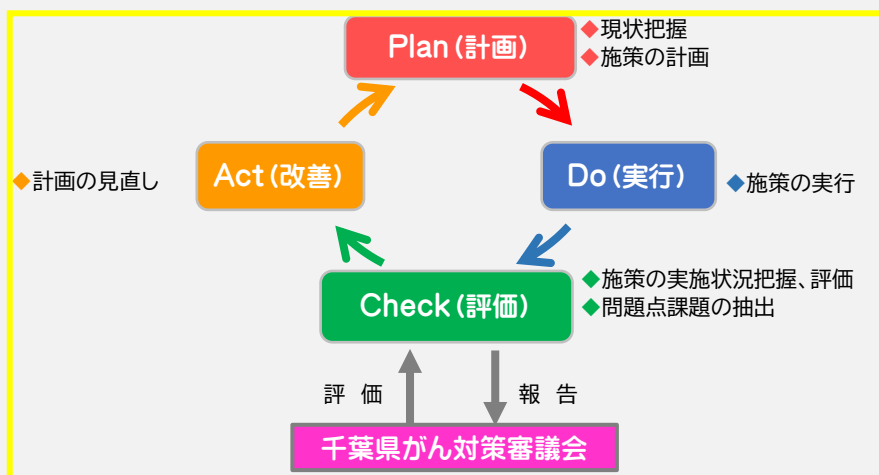 Plan(計画)
◆現状把握
◆施策の計画
Act(改善)
◆計画の見直し
Do(実行)
◆施策の実行
Check(評価)
◆施策の実施状況把握、評価
◆問題点課題の抽出
評 価
報 告
千葉県がん対策審議会